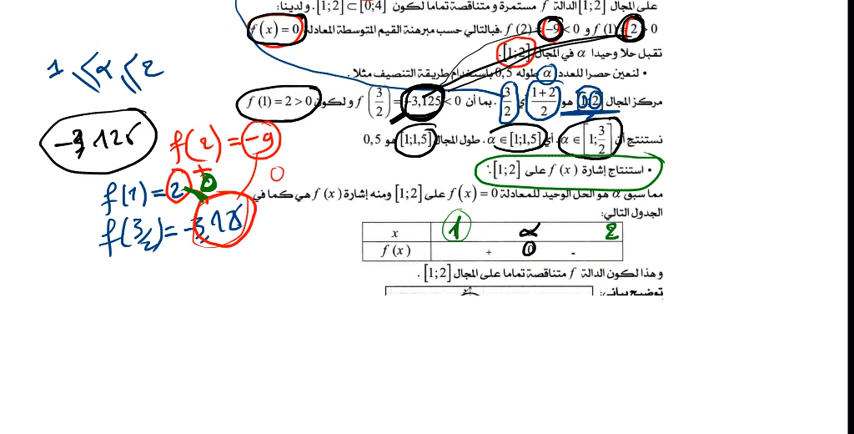 على المجال [1;2] الدالة f مستمرة و متناقصة تماما لكون [1;2] ⊂ [0;4] . و لدينا:
f(1) = 2 > 0 و f(2) = -9 < 0 . فبالتالي حسب مبرهنة القيم المتوسطة المعادلة f(x) = 0
تقبل حلا وحيدا α في المجال [1;2].
• لنعين حصرا للعدد α طوله 0,5 باستخدام طريقة التنصيف مثلا .
مركز المجال [1;2] هو (1+2)/2 أي 3/2 . بما أن f(3/2) = -3,125 < 0 و لكون f(1) = 2 > 0
نستنتج أن α ∈ [1; 3/2] أي α ∈ [1;1,5] . طول المجال [1;1,5] هو 0,5
• استنتاج إشارة f(x) على [1;2] :
مما سبق α هو الحل الوحيد للمعادلة f(x) = 0 على [1;2] ومنه إشارة f(x) هي كما في
الجدول التالي:
x 1 α 2
f(x) + 0 -
و هذا لكون الدالة f متناقصة تماما على المجال [1;2] .
توضيح بياني:
1 ⩽ α ⩽ 2
-3,125
f(2) = -9
+ 0
0
f(1) = 2
f(3/2) = -3,125